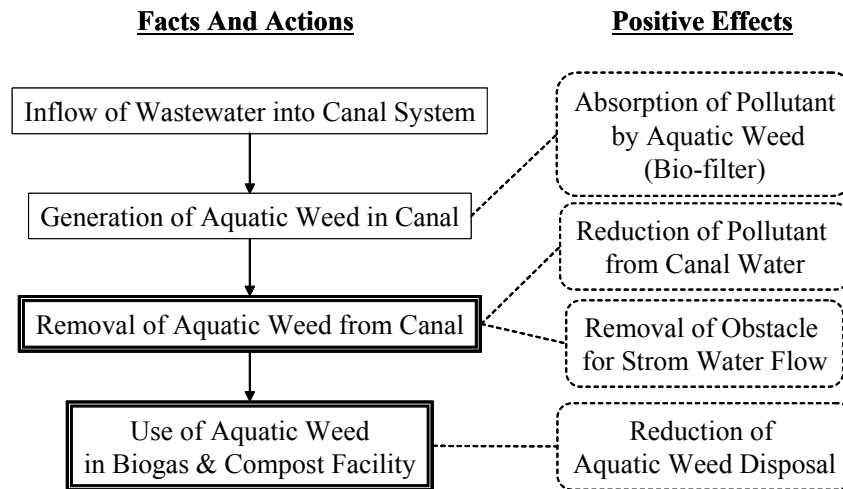 Facts And Actions
Positive Effects
Inflow of Wastewater into Canal System
Generation of Aquatic Weed in Canal
Removal of Aquatic Weed from Canal
Use of Aquatic Weed
in Biogas & Compost Facility
Absorption of Pollutant
by Aquatic Weed
(Bio-filter)
Reduction of Pollutant
from Canal Water
Removal of Obstacle
for Strom Water Flow
Reduction of
Aquatic Weed Disposal